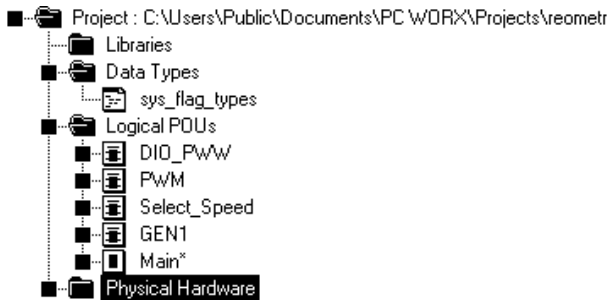 Project : C:\Users\Public\Documents\PC WORX\Projects\reometr
Libraries
Data Types
sys_flag_types
Logical POUs
DIO_PWW
PWM
Select_Speed
GEN1
Main*
Physical Hardware